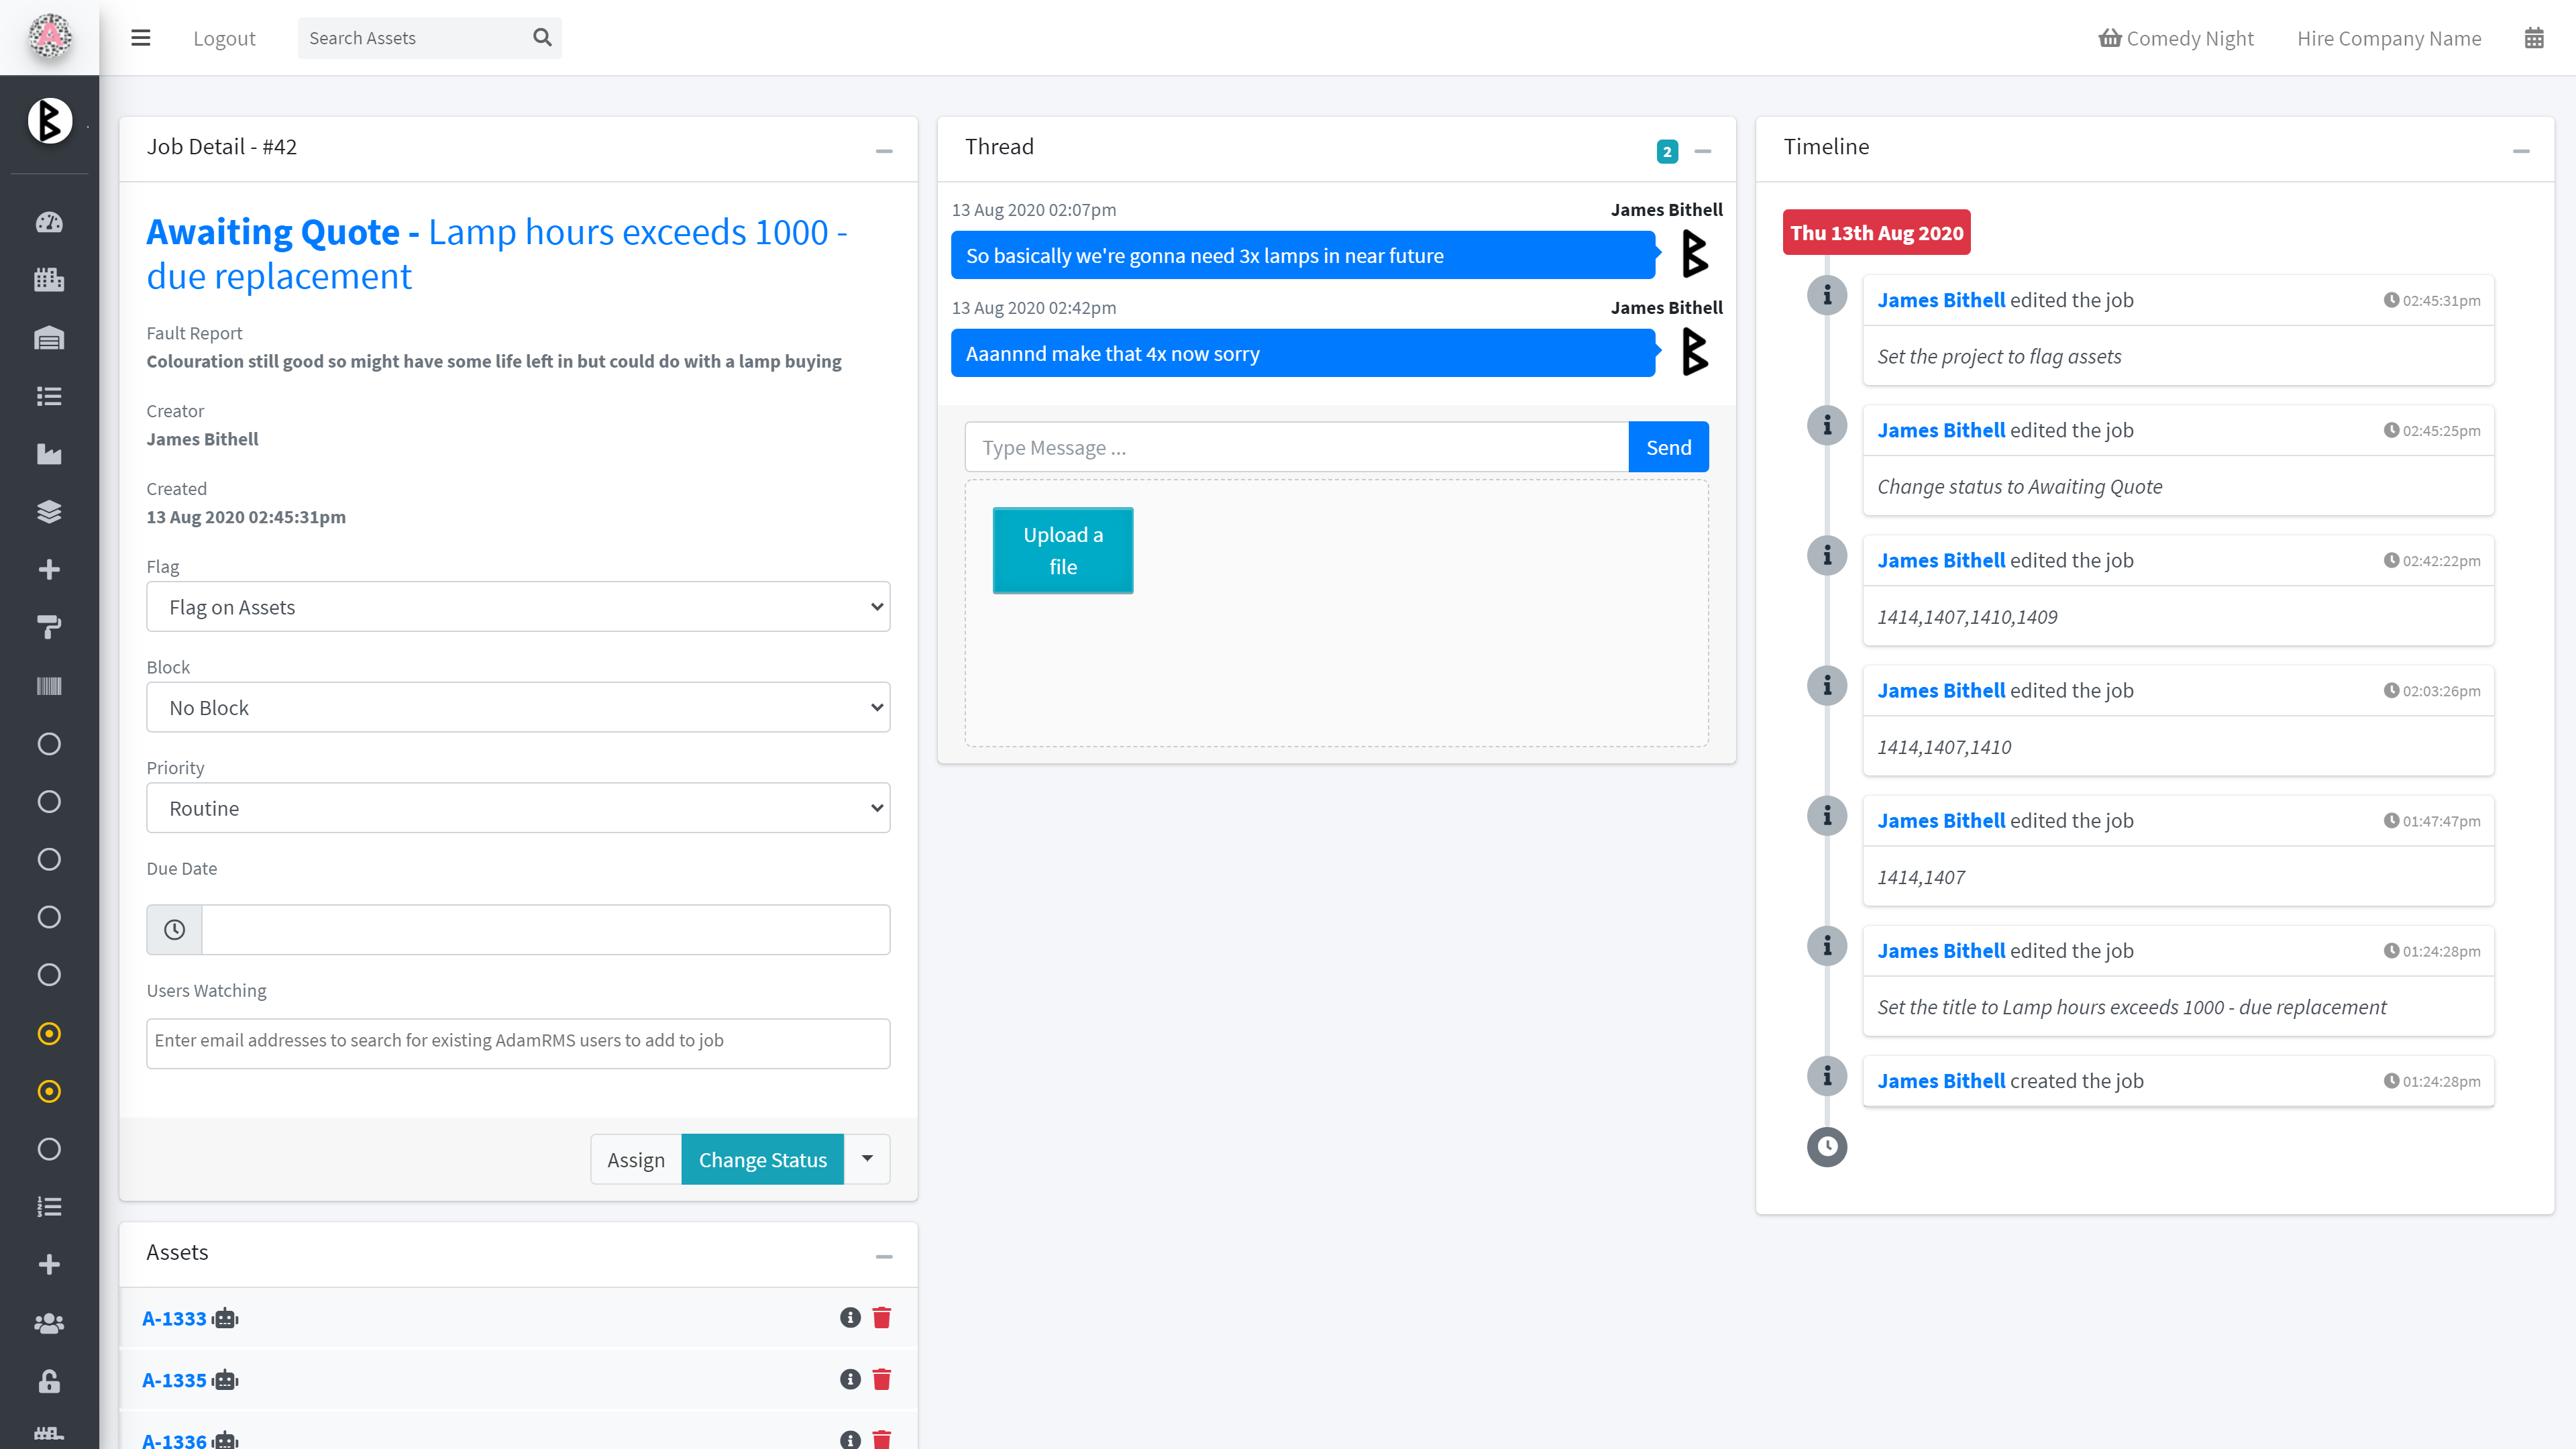 Logout
Search Assets
Comedy Night
Hire Company Name
Job Detail - #42
Awaiting Quote - Lamp hours exceeds 1000 -
due replacement
Fault Report
Colouration still good so might have some life left in but could do with a lamp buying
Creator
James Bithell
Created
13 Aug 2020 02:45:31pm
Flag
Flag on Assets
Block
No Block
Priority
Routine
Due Date
Users Watching
Enter email addresses to search for existing AdamRMS users to add to job
Assign
Change Status
Assets
A-1333
A-1335
A-1336
Thread
2
13 Aug 2020 02:07pm
James Bithell
So basically we're gonna need 3x lamps in near future
13 Aug 2020 02:42pm
James Bithell
Aaannnd make that 4x now sorry
Type Message ...
Send
Upload a
file
Timeline
Thu 13th Aug 2020
James Bithell edited the job
02:45:31pm
Set the project to flag assets
James Bithell edited the job
02:45:25pm
Change status to Awaiting Quote
James Bithell edited the job
02:42:22pm
1414,1407,1410,1409
James Bithell edited the job
02:03:26pm
1414,1407,1410
James Bithell edited the job
01:47:47pm
1414,1407
James Bithell edited the job
01:24:28pm
Set the title to Lamp hours exceeds 1000 - due replacement
James Bithell created the job
01:24:28pm